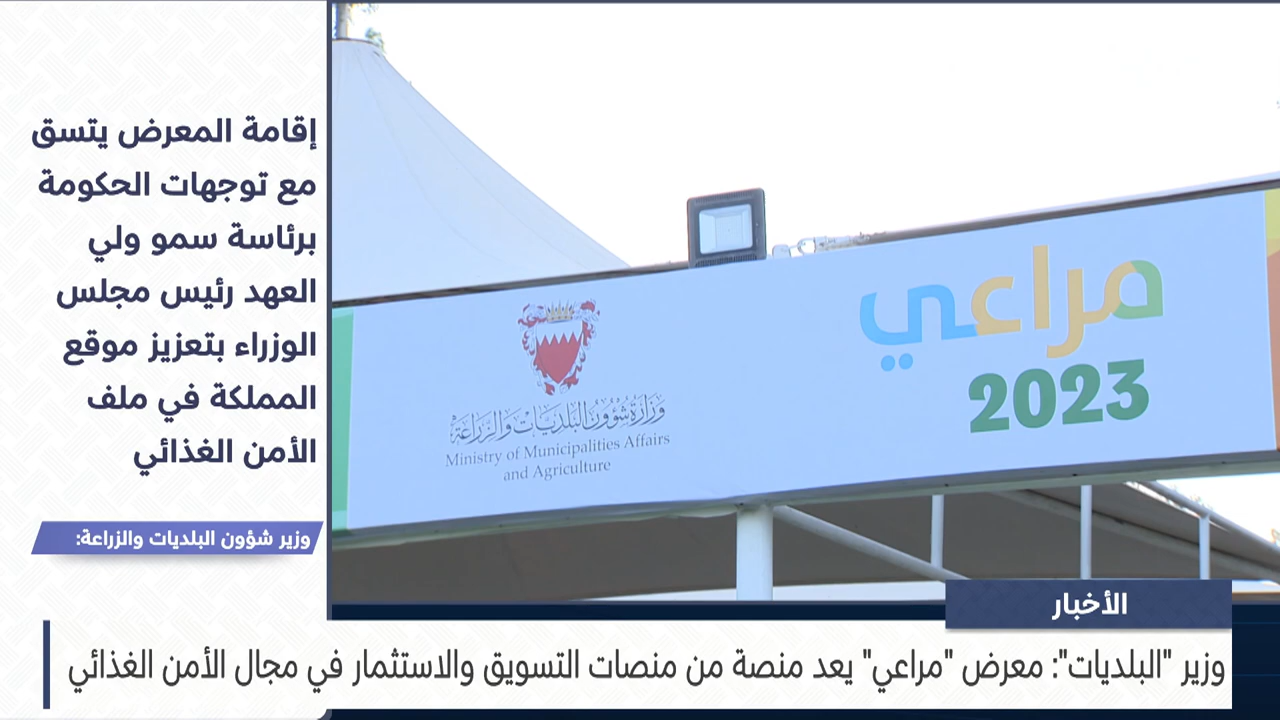 إقامة المعرض يتسق
مع توجهات الحكومة
برئاسة سمو ولي
العهد رئيس مجلس
الوزراء بتعزيز موقع
المملكة في ملف
الأمن الغذائي
وزير شؤون البلديات والزراعة:
مراعي
2023
وزارة شؤون البلديات والزراعة
Ministry of Municipalities Affairs
and Agriculture
الأخبار
وزير "البلديات": معرض "مراعي" يعد منصة من منصات التسويق والاستثمار في مجال الأمن الغذائي